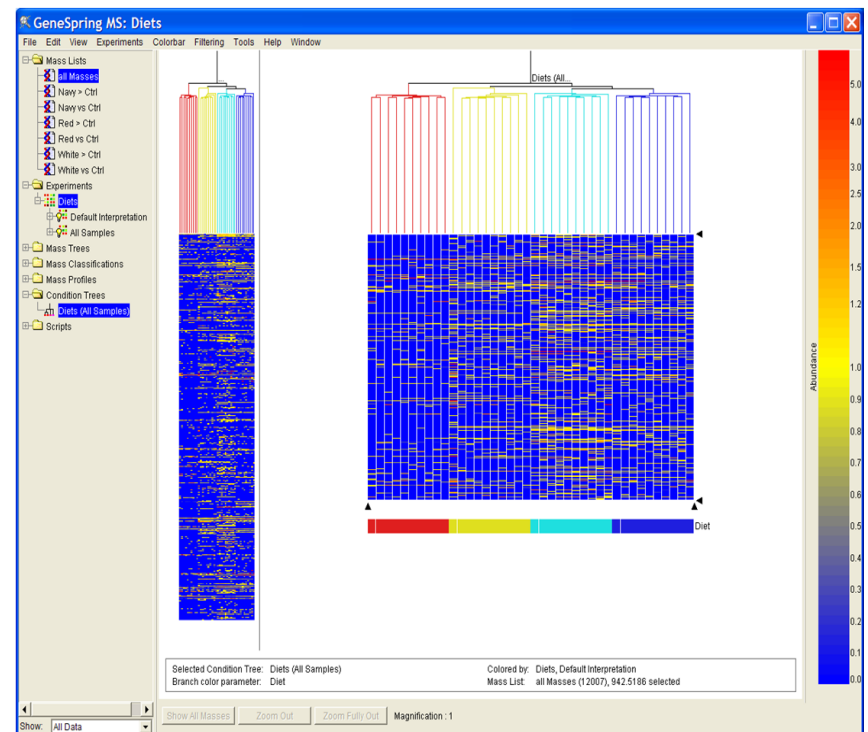 GeneSpring MS: Diets
File Edit View Experiments Colorbar Filtering Tools Help Window
Mass Lists
all Masses
Navy > Ctrl
Navy vs Ctrl
Red > Ctrl
Red vs Ctrl
White > Ctrl
White vs Ctrl
Experiments
Diets
Default Interpretation
All Samples
Mass Trees
Mass Classifications
Mass Profiles
Condition Trees
Diets (All Samples)
Scripts
Diets (All...
Diet
Abundance
5.0
4.0
3.0
2.5
2.0
1.5
1.2
1.0
0.9
0.8
0.7
0.6
0.5
0.4
0.3
0.2
0.1
0.0
Selected Condition Tree: Diets (All Samples)
Branch color parameter: Diet
Colored by: Diets, Default Interpretation
Mass List: all Masses (12007), 942.5186 selected
Show All Masses Zoom Out Zoom Fully Out Magnification : 1
Show: All Data